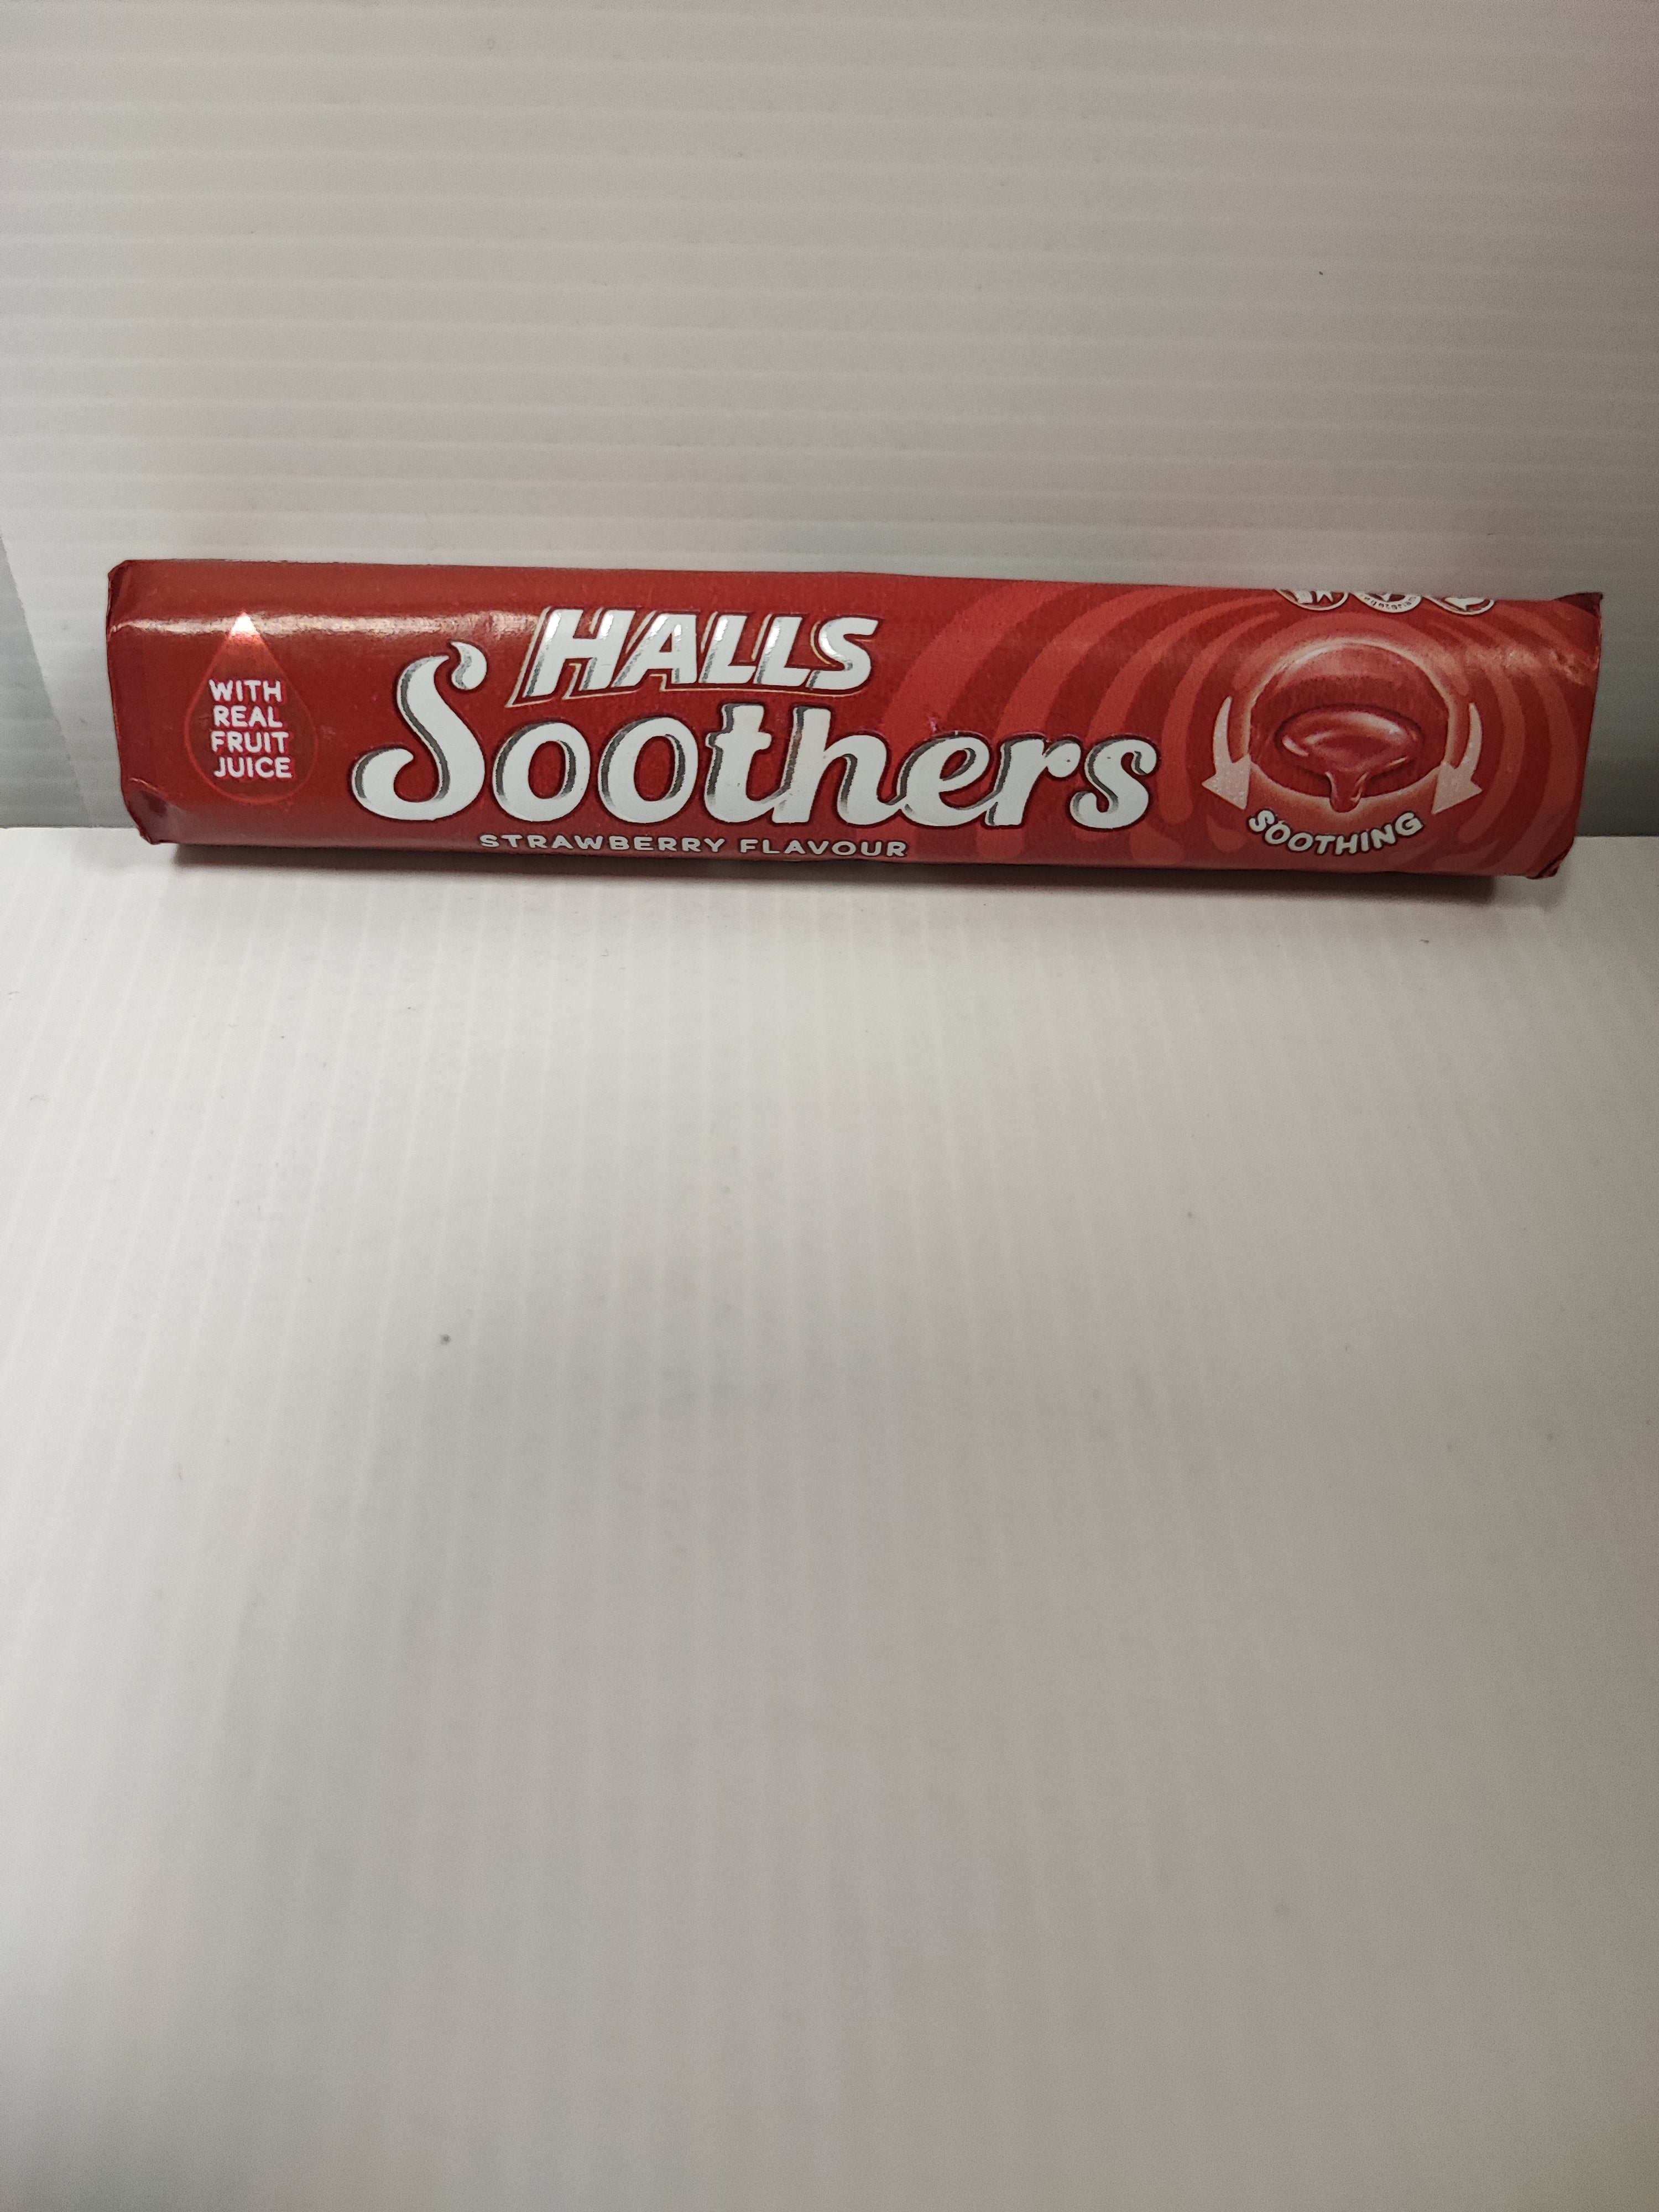 WITH
REAL
FRUIT
JUICE
HALLS
Soothers
STRAWBERRY FLAVOUR
SOOTHING